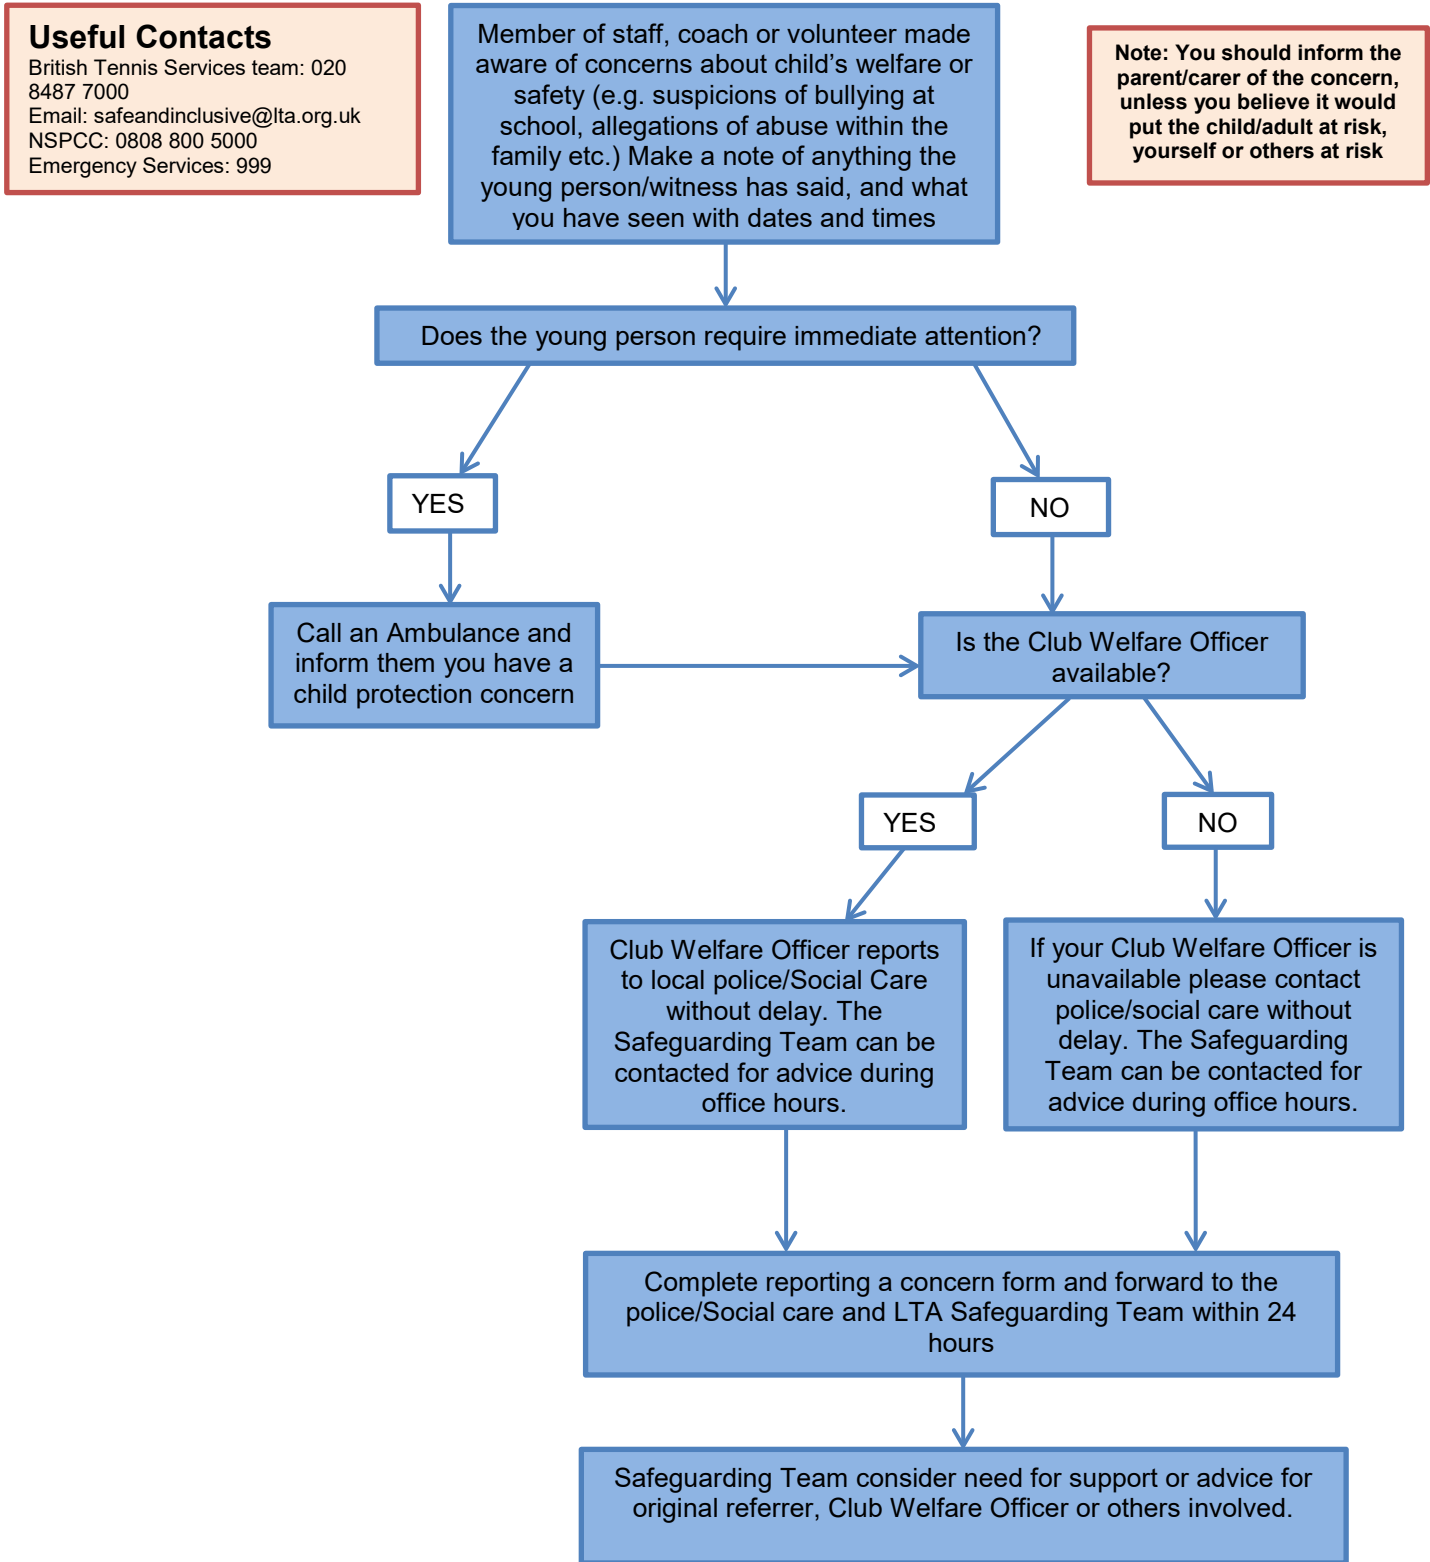 Useful Contacts
British Tennis Services team: 020
8487 7000
Email: safeandinclusive@lta.org.uk
NSPCC: 0808 800 5000
Emergency Services: 999
Member of staff, coach or volunteer made
aware of concerns about child’s welfare or
safety (e.g. suspicions of bullying at
school, allegations of abuse within the
family etc.) Make a note of anything the
young person/witness has said, and what
you have seen with dates and times
Note: You should inform the
parent/carer of the concern,
unless you believe it would
put the child/adult at risk,
yourself or others at risk
Does the young person require immediate attention?
YES
NO
Call an Ambulance and
inform them you have a
child protection concern
Is the Club Welfare Officer
available?
YES
NO
Club Welfare Officer reports
to local police/Social Care
without delay. The
Safeguarding Team can be
contacted for advice during
office hours.
If your Club Welfare Officer is
unavailable please contact
police/social care without
delay. The Safeguarding
Team can be contacted for
advice during office hours.
Complete reporting a concern form and forward to the
police/Social care and LTA Safeguarding Team within 24
hours
Safeguarding Team consider need for support or advice for
original referrer, Club Welfare Officer or others involved.